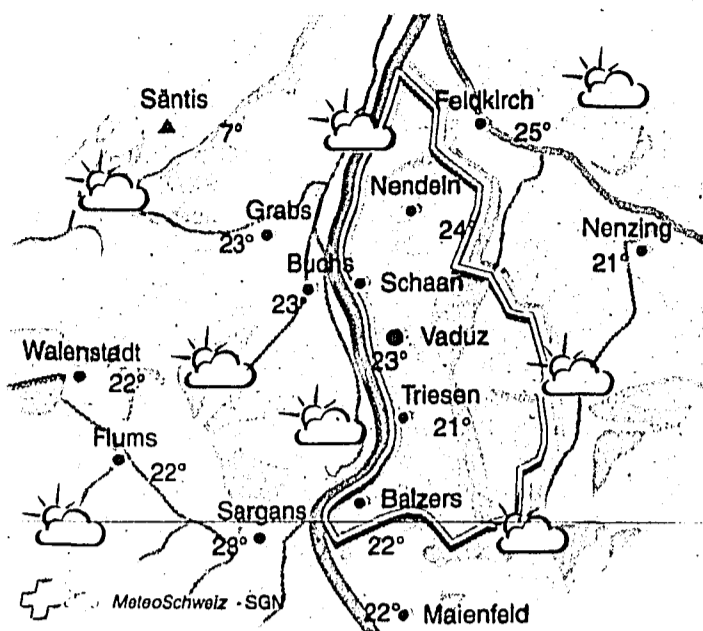 Säntis
7°
Feldkirch
25°
Nendeln
24°
Grabs
23°
Nenzing
21°
Buchs
23°
Schaan
Vaduz
23°
Walenstadt
22°
Triesen
21°
Flums
22°
Balzers
22°
Sargans
MeteoSchweiz - SGN
22°
Maienfeld